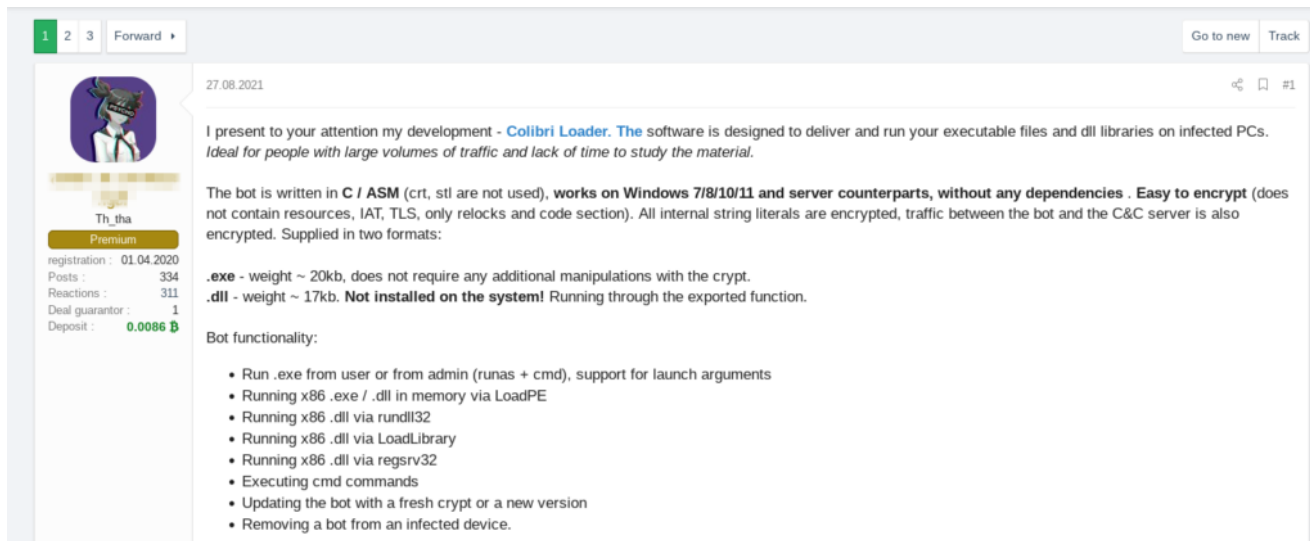 1 2 3 Forward
Go to new Track
27.08.2021
#1
I present to your attention my development - Colibri Loader. The software is designed to deliver and run your executable files and dll libraries on infected PCs.
Ideal for people with large volumes of traffic and lack of time to study the material.
PSYCHO
Th_tha
Premium
registration : 01.04.2020
Posts : 334
Reactions : 311
Deal guarantor : 1
Deposit : 0.0086 ₿
The bot is written in C / ASM (crt, stl are not used), works on Windows 7/8/10/11 and server counterparts, without any dependencies . Easy to encrypt (does
not contain resources, IAT, TLS, only relocks and code section). All internal string literals are encrypted, traffic between the bot and the C&C server is also
encrypted. Supplied in two formats:
.exe - weight ~ 20kb, does not require any additional manipulations with the crypt.
.dll - weight ~ 17kb. Not installed on the system! Running through the exported function.
Bot functionality:
• Run .exe from user or from admin (runas + cmd), support for launch arguments
• Running x86 .exe / .dll in memory via LoadPE
• Running x86 .dll via rundll32
• Running x86 .dll via LoadLibrary
• Running x86 .dll via regsrv32
• Executing cmd commands
• Updating the bot with a fresh crypt or a new version
• Removing a bot from an infected device.